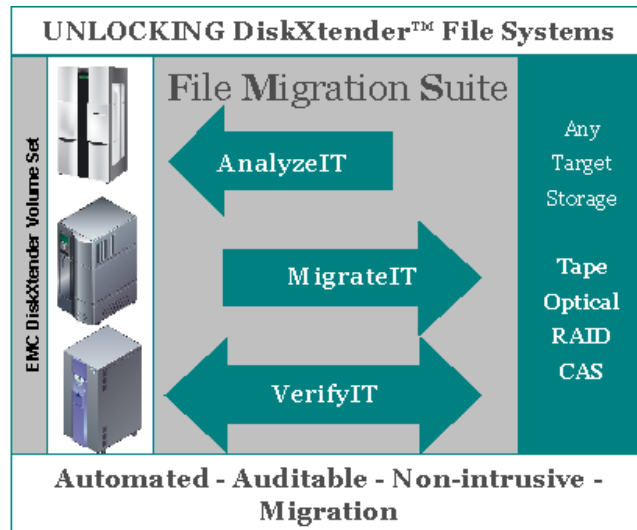 UNLOCKING DiskXtender™ File Systems
EMC DiskXtender Volume Set
File Migration Suite
AnalyzeIT
MigrateIT
VerifyIT
Any
Target
Storage
Tape
Optical
RAID
CAS
Automated - Auditable - Non-intrusive -
Migration